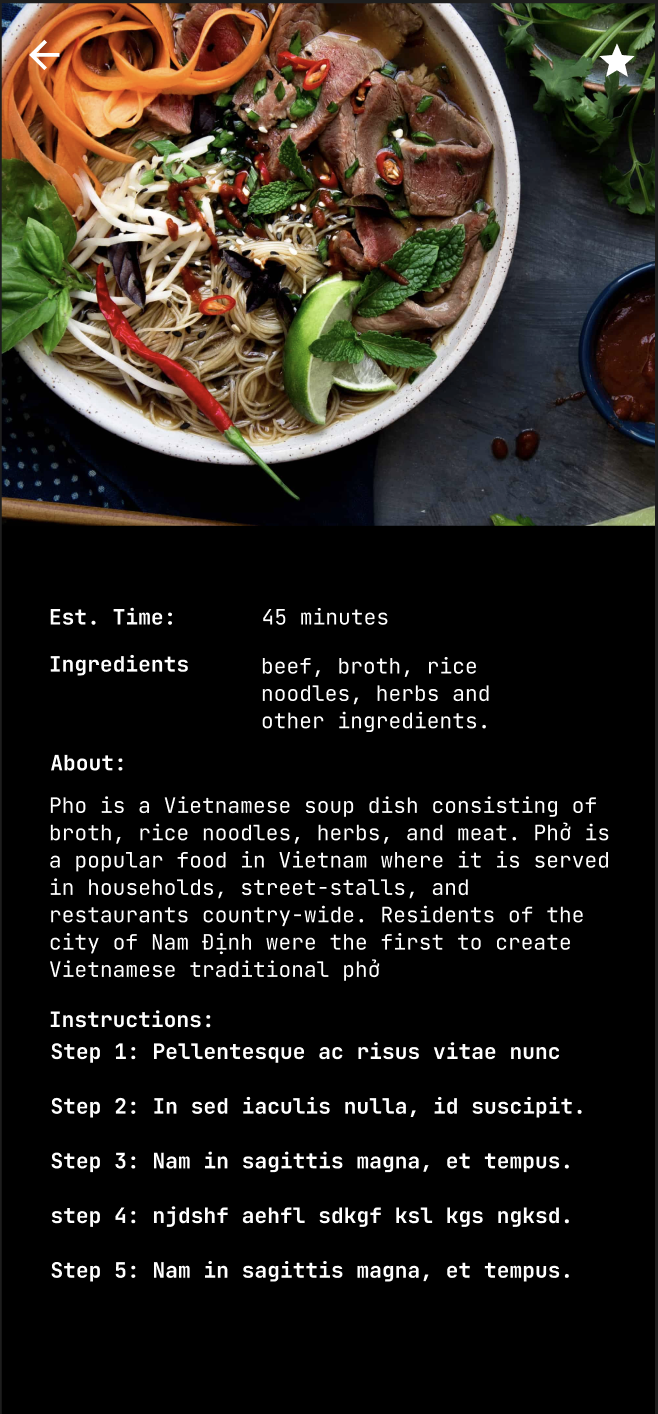 Est. Time: 45 minutes
Ingredients beef, broth, rice
noodles, herbs and
other ingredients.
About:
Pho is a Vietnamese soup dish consisting of
broth, rice noodles, herbs, and meat. Phở is
a popular food in Vietnam where it is served
in households, street-stalls, and
restaurants country-wide. Residents of the
city of Nam Định were the first to create
Vietnamese traditional phở
Instructions:
Step 1: Pellentesque ac risus vitae nunc
Step 2: In sed iaculis nulla, id suscipit.
Step 3: Nam in sagittis magna, et tempus.
step 4: njdshf aehfl sdkgf ksl kgs ngksd.
Step 5: Nam in sagittis magna, et tempus.